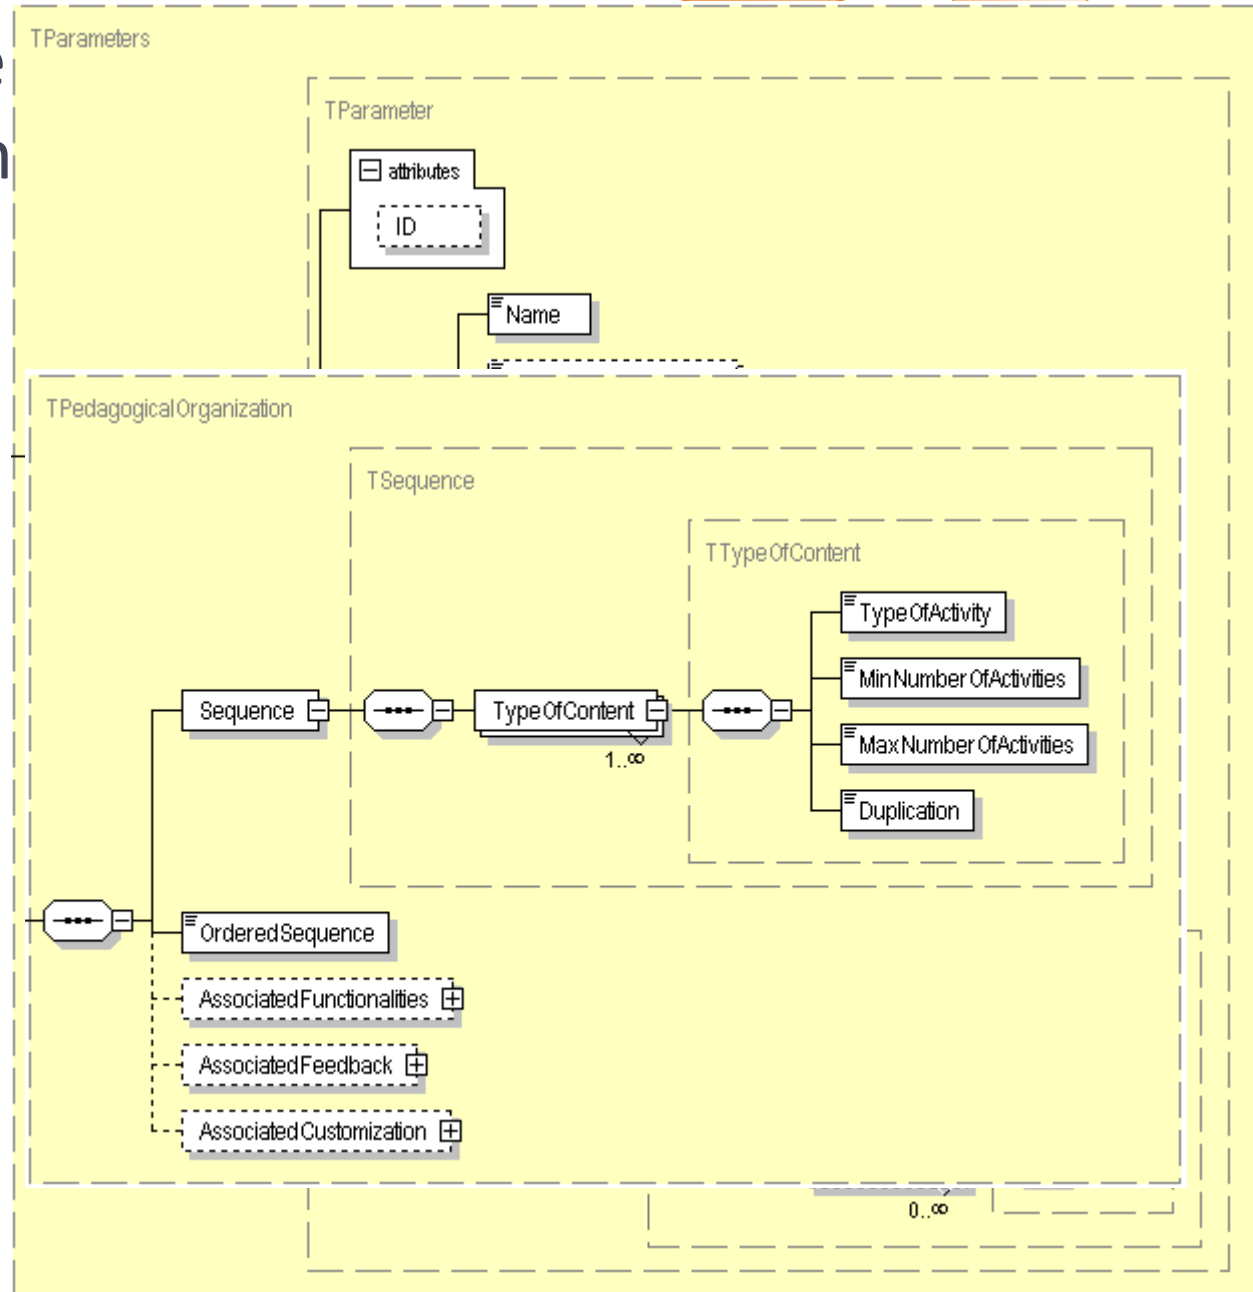 TParameters
e
TParameter
n
attributes
ID
Name
TPedagogicalOrganization
TSequence
TTypeOfContent
TypeOfActivity
MinNumberOfActivities
Sequence
TypeOfContent
MaxNumberOfActivities
1..∞
Duplication
OrderedSequence
AssociatedFunctionalities
AssociatedFeedback
AssociatedCustomization
0..∞